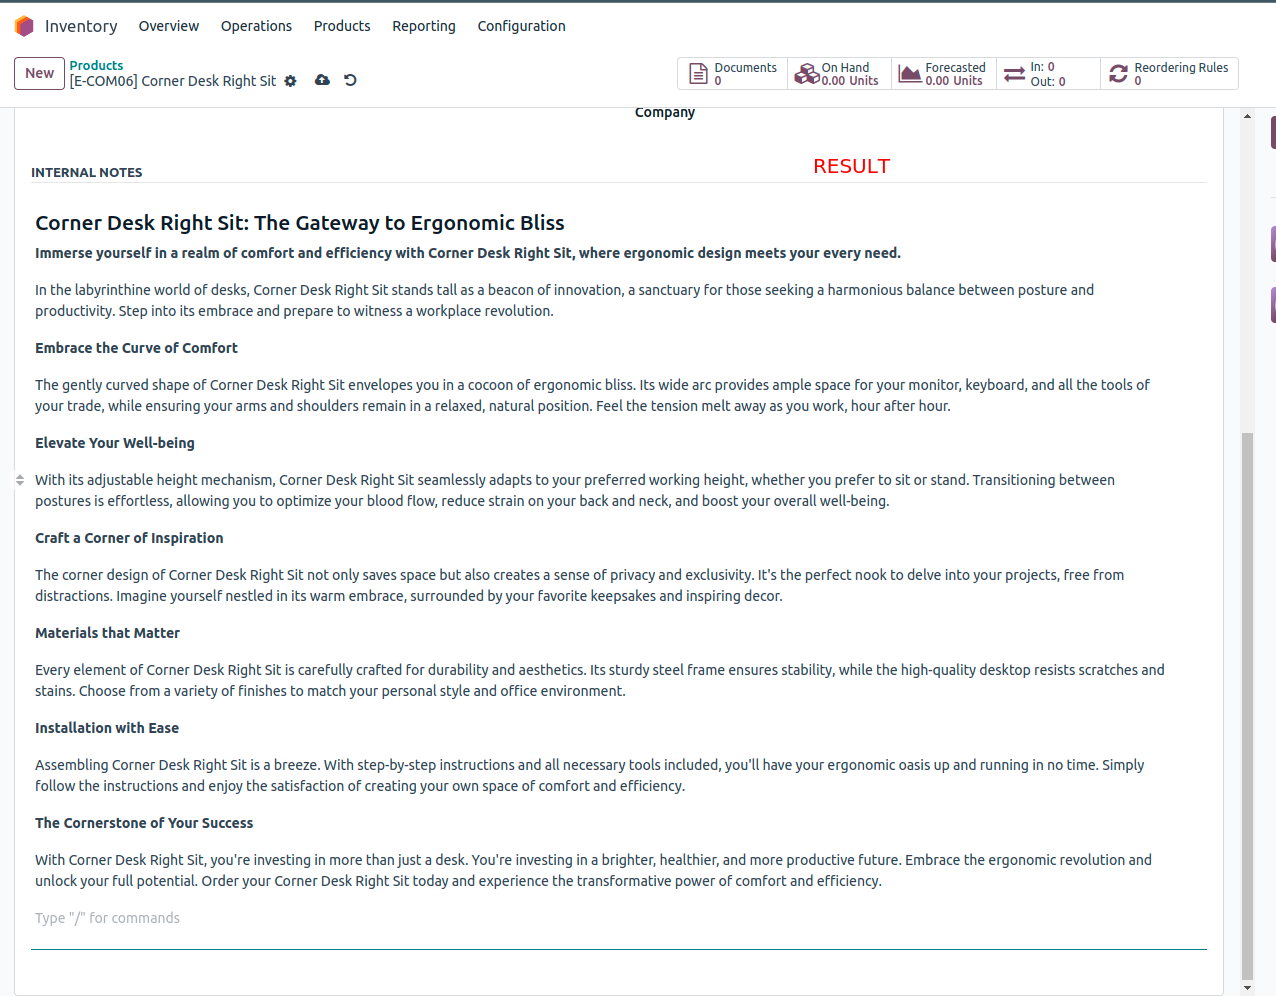 Inventory Overview Operations Products Reporting Configuration
New
Products
[E-COM06] Corner Desk Right Sit
Documents
0
On Hand
0.00 Units
Forecasted
0.00 Units
In: 0
Out: 0
Reordering Rules
0
Company
RESULT
INTERNAL NOTES
Corner Desk Right Sit: The Gateway to Ergonomic Bliss
Immerse yourself in a realm of comfort and efficiency with Corner Desk Right Sit, where ergonomic design meets your every need.
In the labyrinthine world of desks, Corner Desk Right Sit stands tall as a beacon of innovation, a sanctuary for those seeking a harmonious balance between posture and
productivity. Step into its embrace and prepare to witness a workplace revolution.
Embrace the Curve of Comfort
The gently curved shape of Corner Desk Right Sit envelopes you in a cocoon of ergonomic bliss. Its wide arc provides ample space for your monitor, keyboard, and all the tools of
your trade, while ensuring your arms and shoulders remain in a relaxed, natural position. Feel the tension melt away as you work, hour after hour.
Elevate Your Well-being
With its adjustable height mechanism, Corner Desk Right Sit seamlessly adapts to your preferred working height, whether you prefer to sit or stand. Transitioning between
postures is effortless, allowing you to optimize your blood flow, reduce strain on your back and neck, and boost your overall well-being.
Craft a Corner of Inspiration
The corner design of Corner Desk Right Sit not only saves space but also creates a sense of privacy and exclusivity. It's the perfect nook to delve into your projects, free from
distractions. Imagine yourself nestled in its warm embrace, surrounded by your favorite keepsakes and inspiring decor.
Materials that Matter
Every element of Corner Desk Right Sit is carefully crafted for durability and aesthetics. Its sturdy steel frame ensures stability, while the high-quality desktop resists scratches and
stains. Choose from a variety of finishes to match your personal style and office environment.
Installation with Ease
Assembling Corner Desk Right Sit is a breeze. With step-by-step instructions and all necessary tools included, you'll have your ergonomic oasis up and running in no time. Simply
follow the instructions and enjoy the satisfaction of creating your own space of comfort and efficiency.
The Cornerstone of Your Success
With Corner Desk Right Sit, you're investing in more than just a desk. You're investing in a brighter, healthier, and more productive future. Embrace the ergonomic revolution and
unlock your full potential. Order your Corner Desk Right Sit today and experience the transformative power of comfort and efficiency.
Type "/" for commands